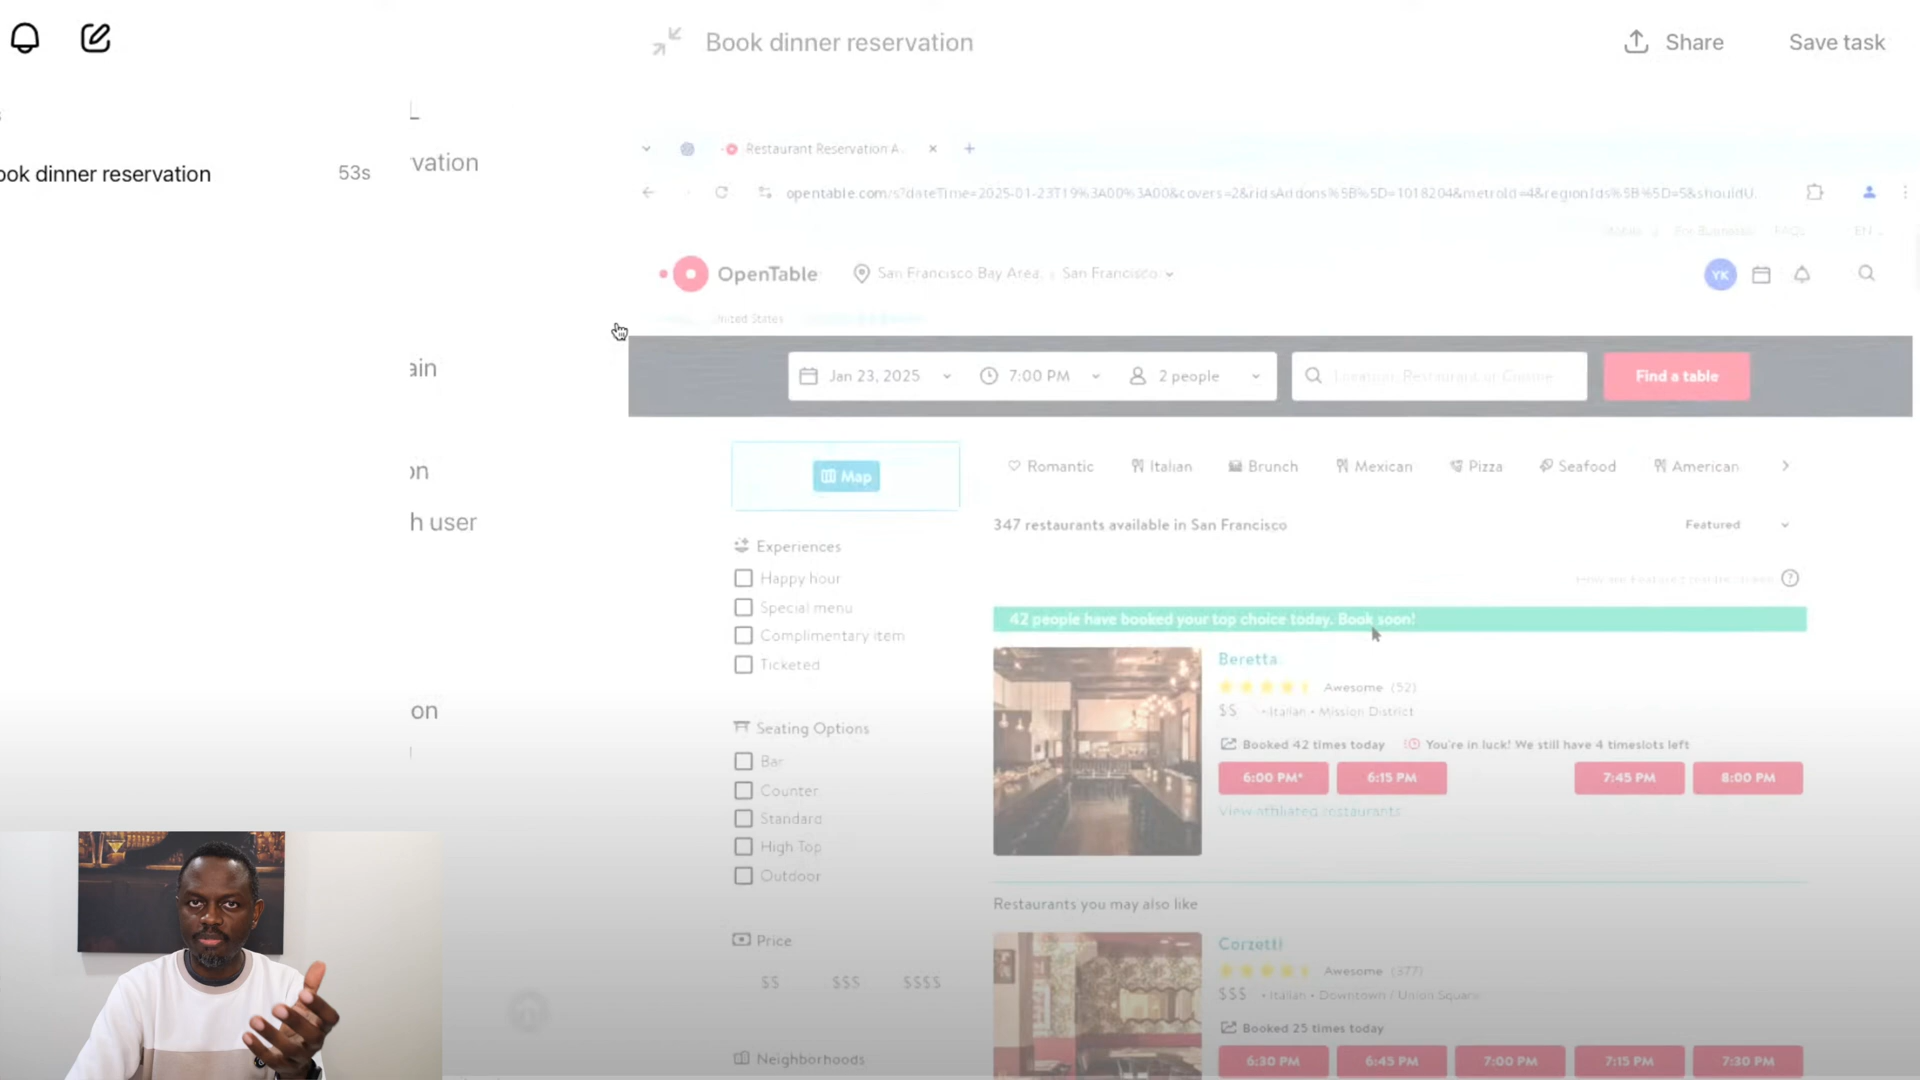 Book dinner reservation
Share
Save task
ook dinner reservation
53s
vation
ain
on
h user
on
Restaurant Reservation A
opentable.com/s?dateTime=2025-01-23T19%3A00%3A00&covers=2&ridsAddons%5B%5D=1018204&metroId=4&regionIds%5B%5D=5&shouldU
Mobile
For Businesses
FAQs
EN
OpenTable
San Francisco Bay Area
San Francisco
YK
United States
Jan 23, 2025
7:00 PM
2 people
Location, Restaurant, or Cuisine
Find a table
Map
Romantic
Italian
Brunch
Mexican
Pizza
Seafood
American
347 restaurants available in San Francisco
Featured
Experiences
Happy hour
Special menu
Complimentary item
Ticketed
42 people have booked your top choice today. Book soon!
Beretta
Awesome (52)
$$ • Italian • Mission District
Booked 42 times today
You're in luck! We still have 4 timeslots left
6:00 PM*
6:15 PM
7:45 PM
8:00 PM
View affiliated restaurants
Seating Options
Bar
Counter
Standard
High Top
Outdoor
Restaurants you may also like
Price
$$
$$$
$$$$
Corzetti
Awesome (377)
$$$ • Italian • Downtown / Union Square
Booked 25 times today
Neighborhoods
6:30 PM
6:45 PM
7:00 PM
7:15 PM
7:30 PM